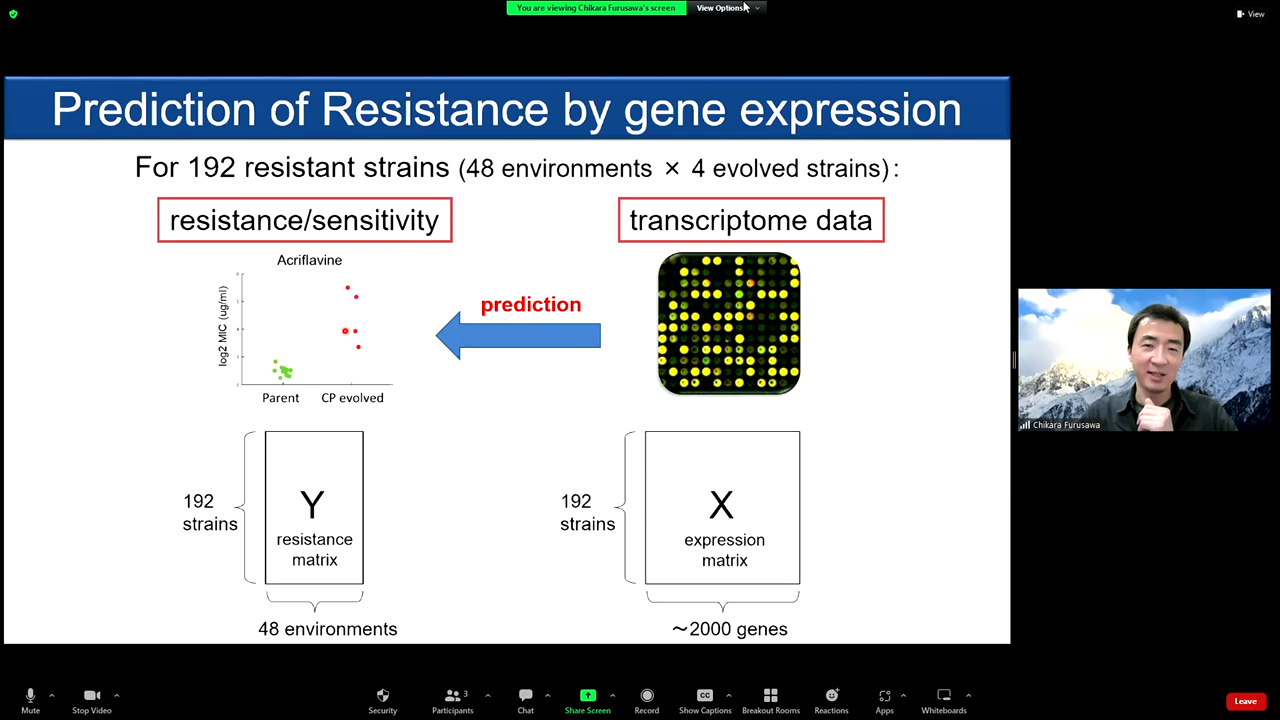 You are viewing Chikara Furusawa's screen
View Options
View
Prediction of Resistance by gene expression
For 192 resistant strains (48 environments × 4 evolved strains):
resistance/sensitivity
transcriptome data
Acriflavine
log2 MIC (ug/ml)
Parent
CP evolved
prediction
192
strains
Y
resistance
matrix
48 environments
192
strains
X
expression
matrix
~2000 genes
Chikara Furusawa
Mute
Stop Video
Security
3
Participants
Chat
Share Screen
Record
CC
Show Captions
Breakout Rooms
Reactions
Apps
Whiteboards
Leave